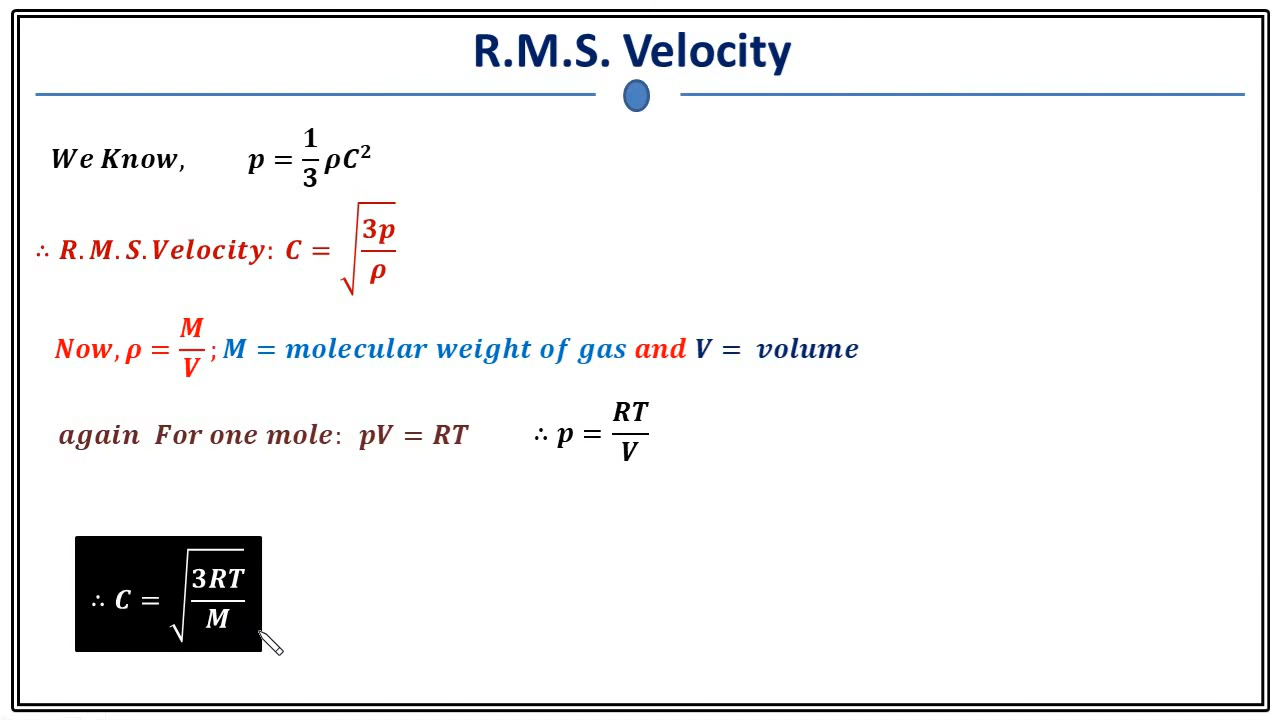 R.M.S. Velocity
We Know, p = 1/3 ρC²
∴ R.M.S.Velocity: C = √(3p/ρ)
Now, ρ = M/V ; M = molecular weight of gas and V = volume
again For one mole: pV = RT ∴ p = RT/V
∴ C = √(3RT/M)